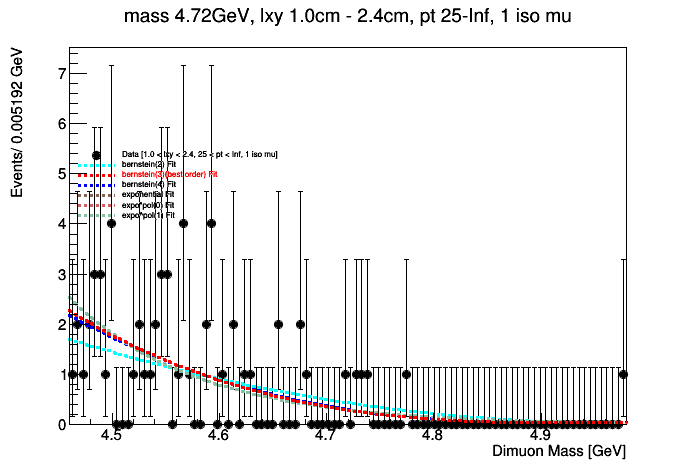 mass 4.72GeV, lxy 1.0cm - 2.4cm, pt 25-Inf, 1 iso mu
Events/ 0.005192 GeV
7
6
5
4
3
2
1
0
Data [1.0 < lxy < 2.4, 25 < pt < Inf, 1 iso mu]
bernstein(2) Fit
bernstein(3)(best order) Fit
bernstein(4) Fit
exponential Fit
expo*pol(0) Fit
expo*pol(1) Fit
4.5 4.6 4.7 4.8 4.9
Dimuon Mass [GeV]